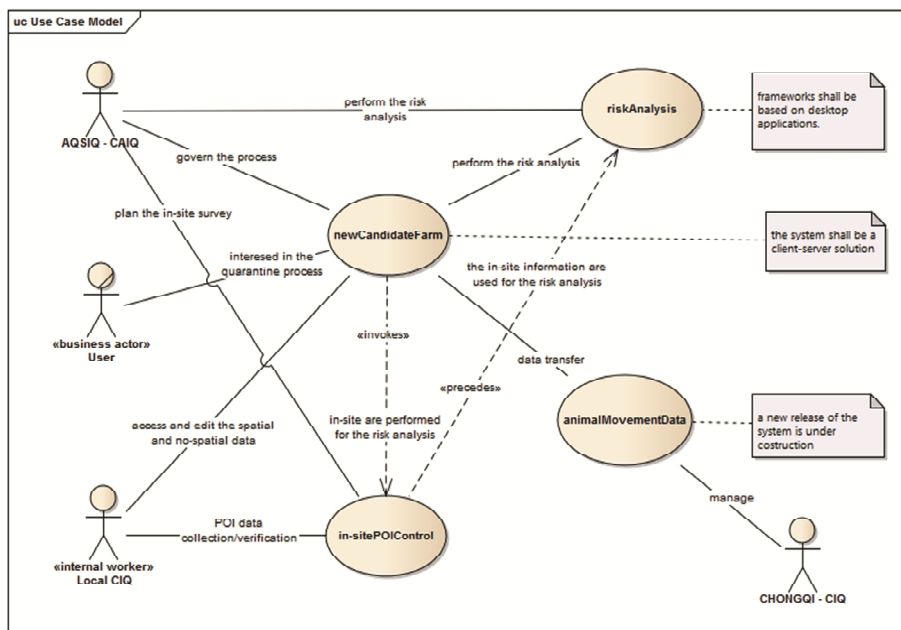 uc Use Case Model
perform the risk
analysis
riskAnalysis
frameworks shall be
based on desktop
applications.
AQSIQ - CAIQ
govern the process
perform the risk analysis
plan the in-site survey
newCandidateFarm
the system shall be a
client-server solution
interesed in the
quarantine process
the in-site information are
used for the risk analysis
«business actor»
User
«invokes»
data transfer
«precedes»
access and edit the spatial
and no-spatial data
in-site are performed
for the risk analysis
animalMovementData
a new release of the
system is under
costruction
manage
POI data
collection/verification
in-sitePOIControl
«internal worker»
Local CIQ
CHONGQI - CIQ